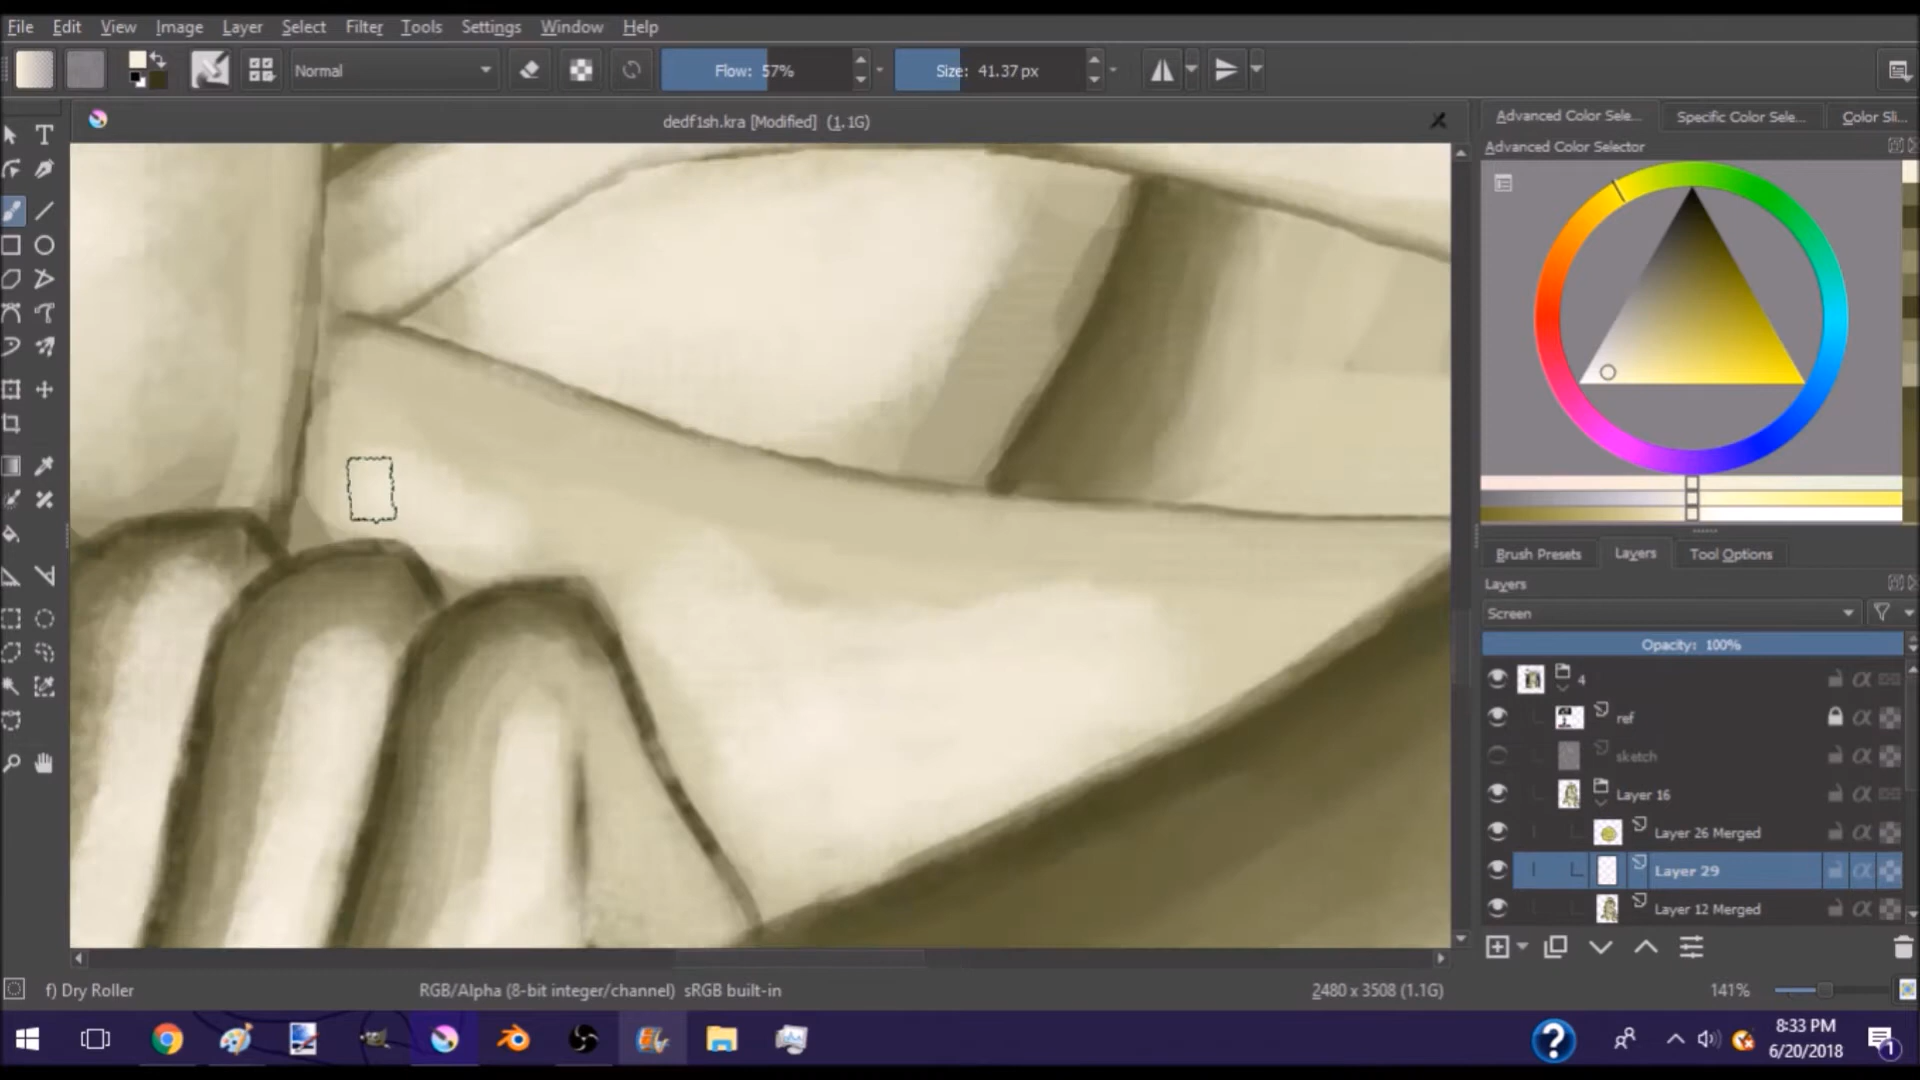 File Edit View Image Layer Select Filter Tools Settings Window Help
Normal
Flow: 57%
Size: 41.37 px
dedf1sh.kra [Modified] (1.1G)
Advanced Color Sele...
Specific Color Sele...
Color Sli...
Advanced Color Selector
Brush Presets
Layers
Tool Options
Layers
Screen
Opacity: 100%
4
ref
sketch
Layer 16
Layer 26 Merged
Layer 29
Layer 12 Merged
f) Dry Roller
RGB/Alpha (8-bit integer/channel) sRGB built-in
2480 x 3508 (1.1G)
141%
8:33 PM
6/20/2018
1